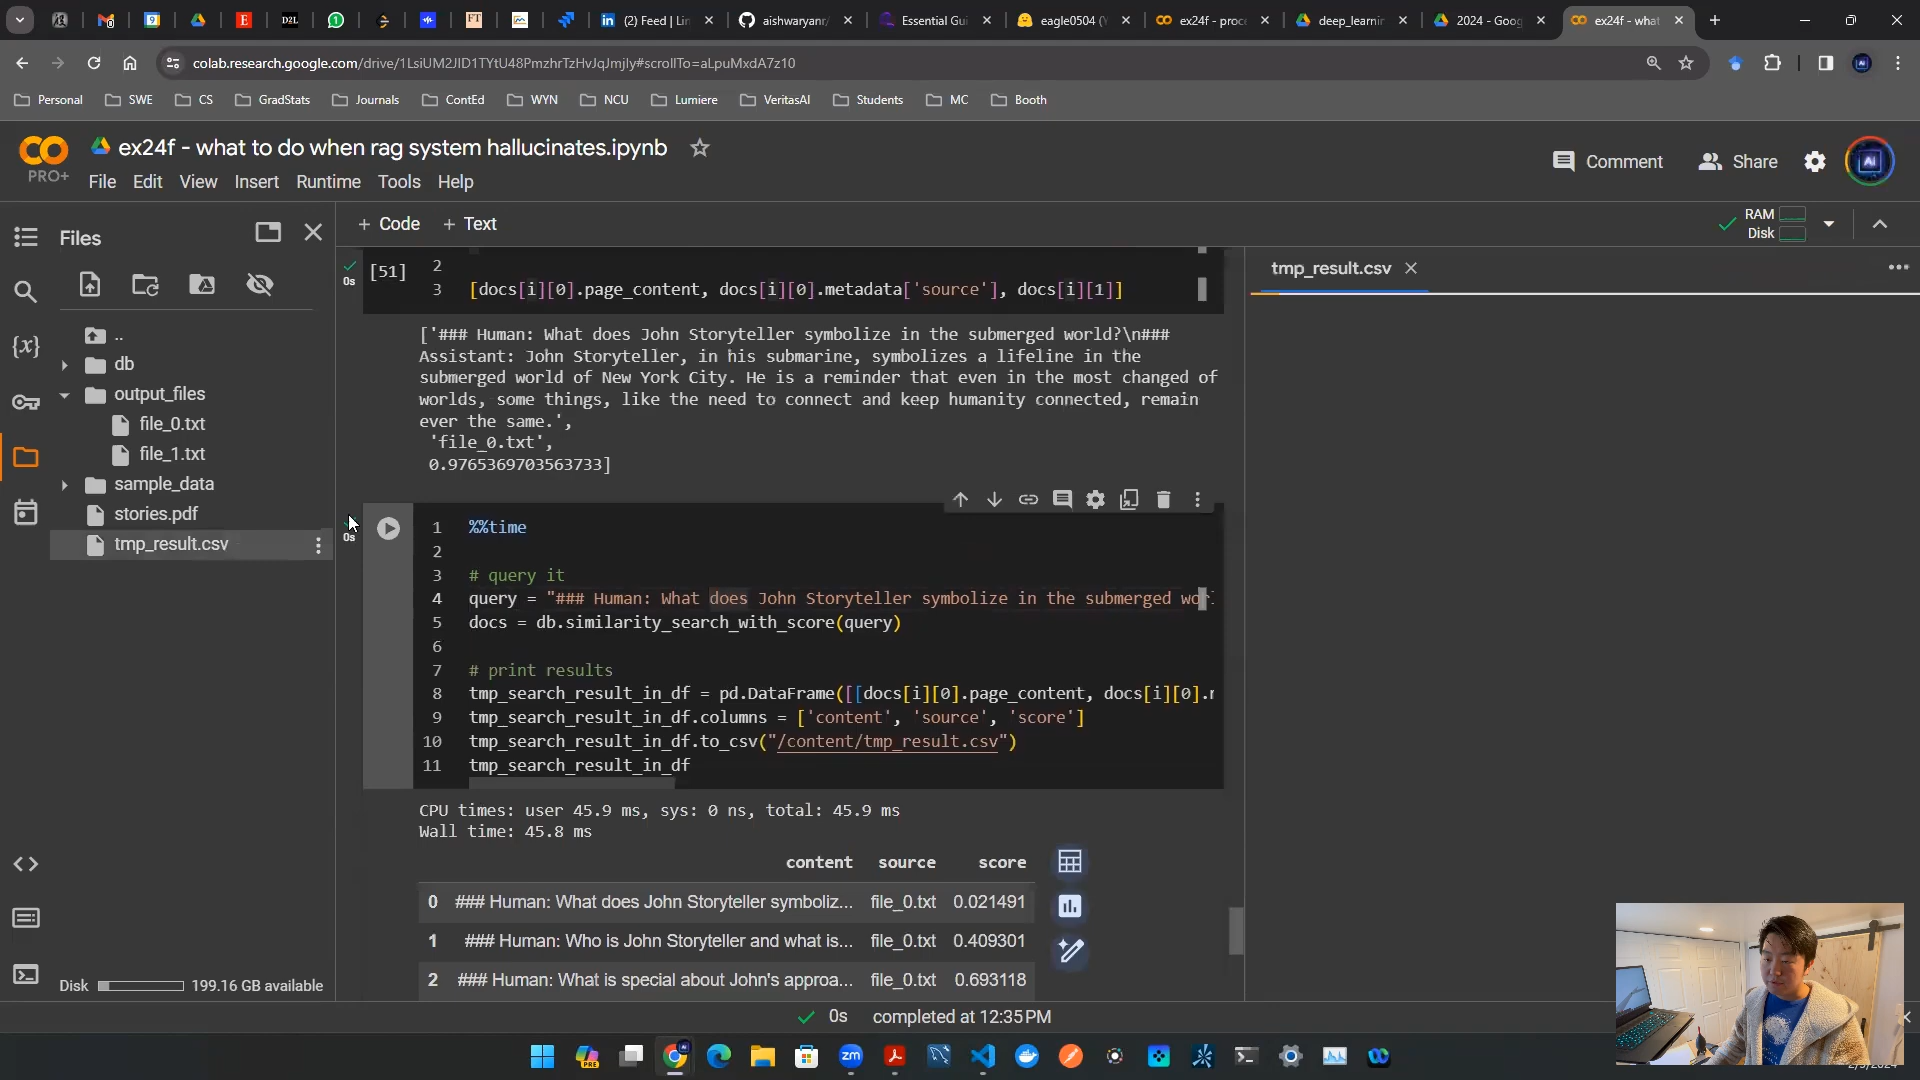 (2) Feed | Lin
aishwaryanr/
Essential Gui
eagle0504 (Y
ex24f - proce
deep_learnin
2024 - Goog
ex24f - what
colab.research.google.com/drive/1LsiUM2JID1TYtU48PmzhrTzHvJqJmjIy#scrollTo=aLpuMxdA7z10
Personal
SWE
CS
GradStats
Journals
ContEd
WYN
NCU
Lumiere
VeritasAI
Students
MC
Booth
ex24f - what to do when rag system hallucinates.ipynb
PRO+
File Edit View Insert Runtime Tools Help
Comment
Share
Files
+ Code + Text
RAM
Disk
..
db
output_files
file_0.txt
file_1.txt
sample_data
stories.pdf
tmp_result.csv
Disk 199.16 GB available
0s
[51]
2
3 [docs[i][0].page_content, docs[i][0].metadata['source'], docs[i][1]]
['### Human: What does John Storyteller symbolize in the submerged world?\n###
Assistant: John Storyteller, in his submarine, symbolizes a lifeline in the
submerged world of New York City. He is a reminder that even in the most changed of
worlds, some things, like the need to connect and keep humanity connected, remain
ever the same.',
'file_0.txt',
0.9765369703563733]
0s
1 %%time
2
3 # query it
4 query = "### Human: What does John Storyteller symbolize in the submerged wor
5 docs = db.similarity_search_with_score(query)
6
7 # print results
8 tmp_search_result_in_df = pd.DataFrame([[docs[i][0].page_content, docs[i][0].
9 tmp_search_result_in_df.columns = ['content', 'source', 'score']
10 tmp_search_result_in_df.to_csv("/content/tmp_result.csv")
11 tmp_search_result_in_df
CPU times: user 45.9 ms, sys: 0 ns, total: 45.9 ms
Wall time: 45.8 ms
content source score
0 ### Human: What does John Storyteller symboliz... file_0.txt 0.021491
1 ### Human: Who is John Storyteller and what is... file_0.txt 0.409301
2 ### Human: What is special about John's approa... file_0.txt 0.693118
tmp_result.csv
0s completed at 12:35 PM